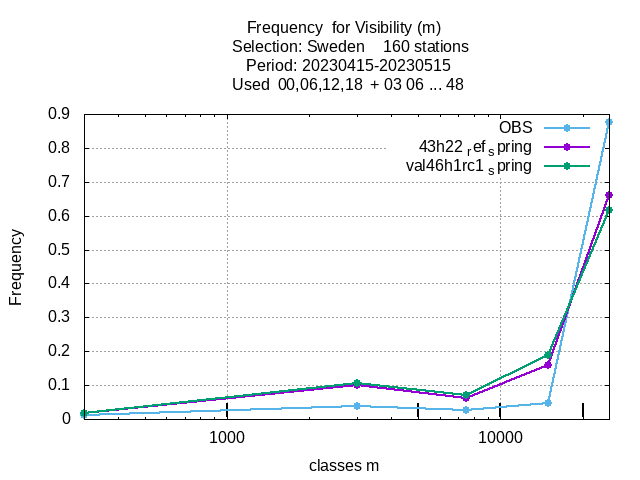 Frequency  for Visibility (m)
Selection: Sweden    160 stations
Period: 20230415-20230515
Used  00,06,12,18  + 03 06 ... 48
0.9
0.8
0.7
0.6
0.5
0.4
0.3
0.2
0.1
0
Frequency
OBS
43h22 ref spring
val46h1rc1 spring
1000
10000
classes m